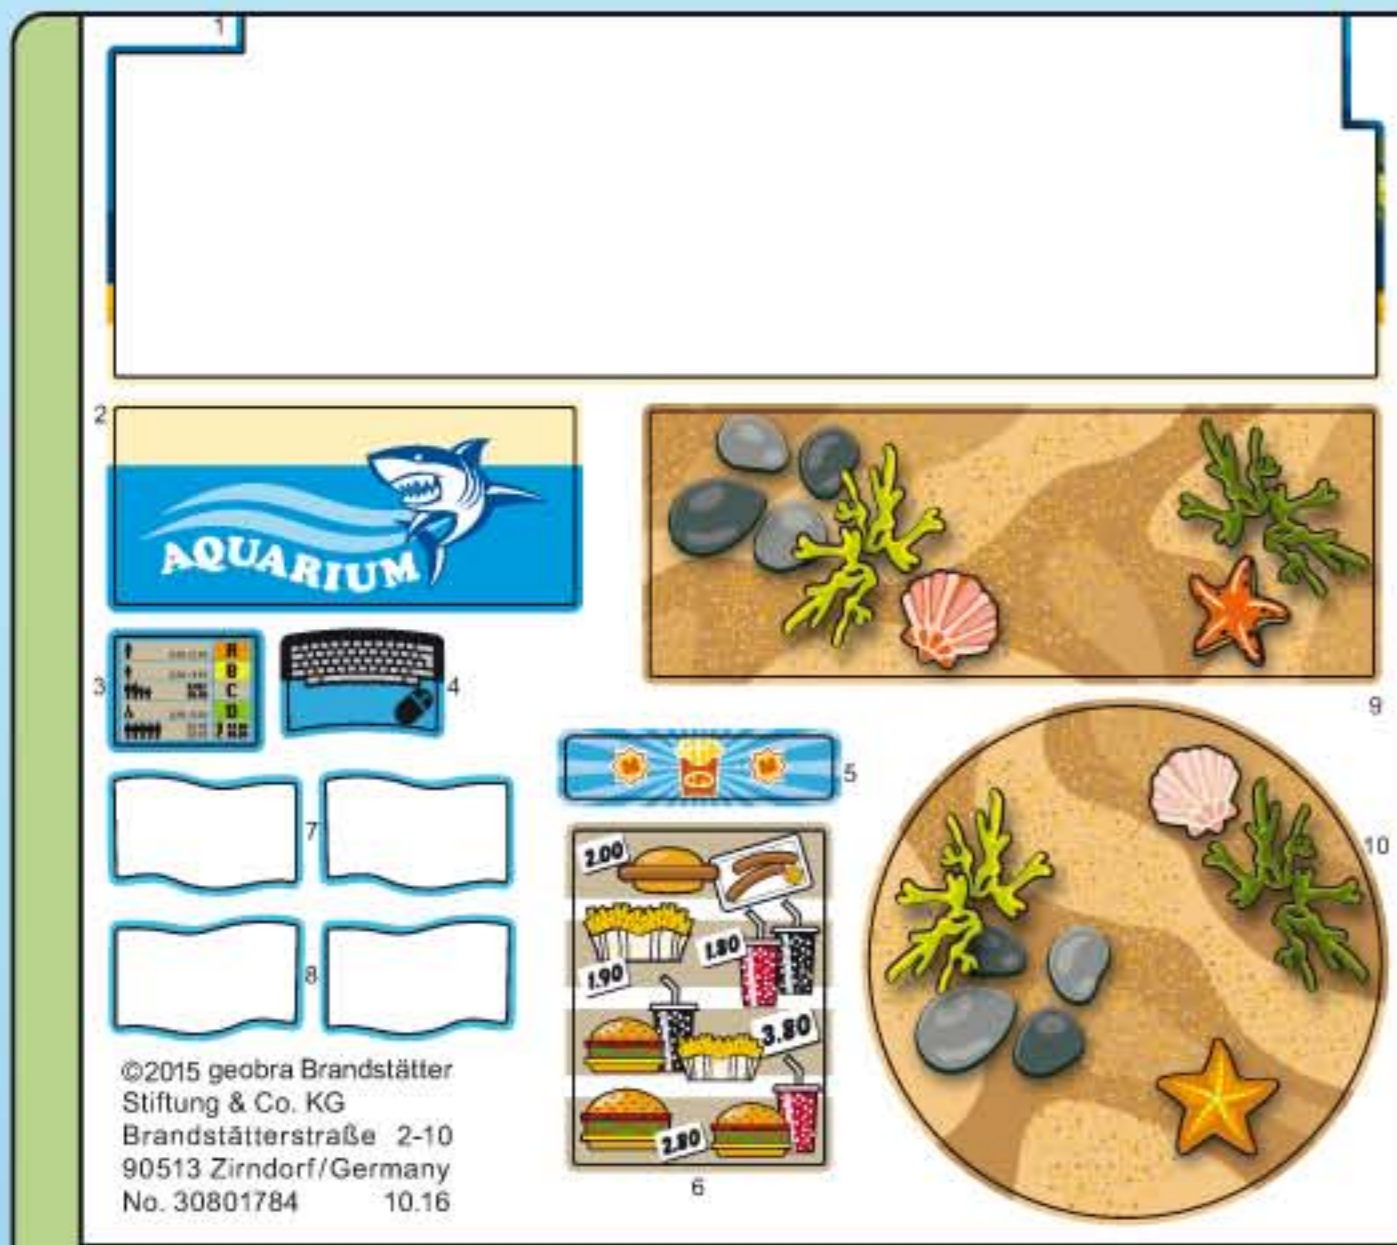 1
2
AQUARIUM
3
A
B
C
D
4
5
9
2.00
1.80
1.90
3.80
2.80
10
7
8
6
©2015 geobra Brandstätter
Stiftung & Co. KG
Brandstätterstraße 2-10
90513 Zirndorf/Germany
No. 30801784 10.16